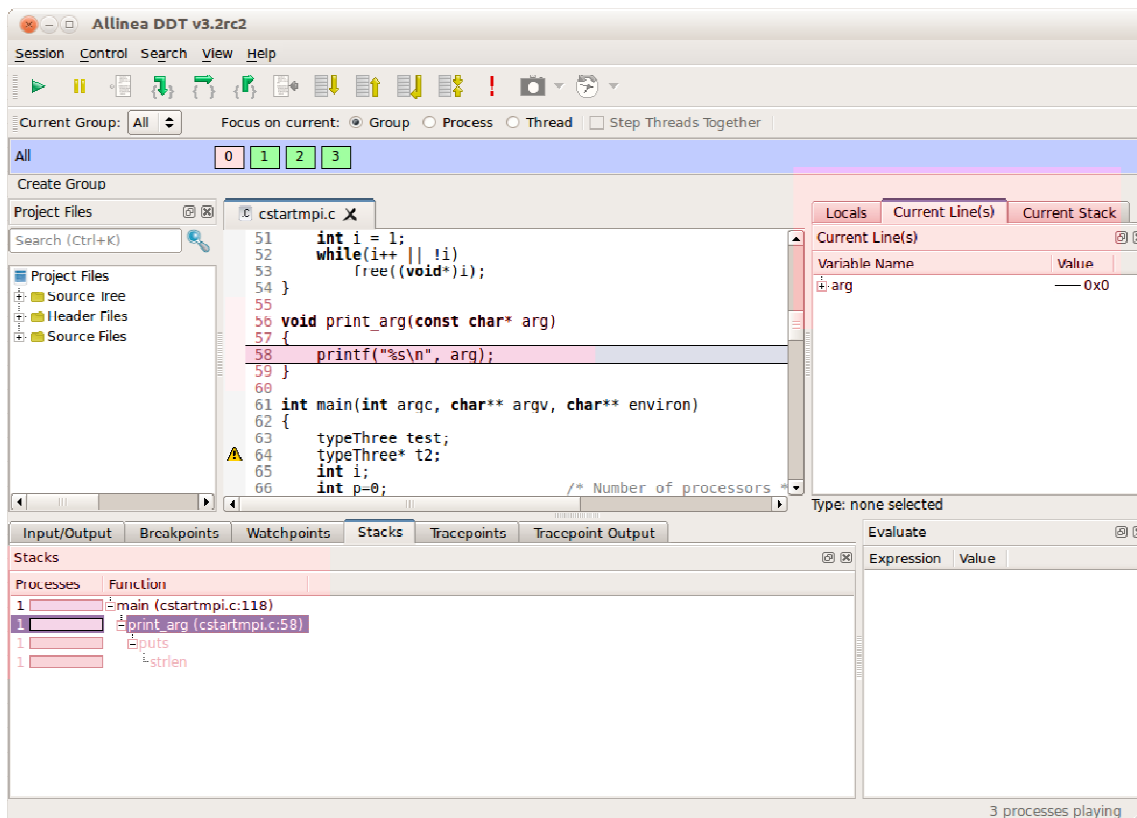 Allinea DDT v3.2rc2
Session Control Search View Help
Current Group: All Focus on current: Group Process Thread Step Threads Together
All 0 1 2 3
Create Group
Project Files
Search (Ctrl+K)
Project Files
Source Tree
Header Files
Source Files
cstartmpi.c
51 int i = 1;
52 while(i++ || !i)
53 free((void*)i);
54 }
55
56 void print_arg(const char* arg)
57 {
58 printf("%s\n", arg);
59 }
60
61 int main(int argc, char** argv, char** environ)
62 {
63 typeThree test;
64 typeThree* t2;
65 int i;
66 int p=0; /* Number of processors *
Locals Current Line(s) Current Stack
Current Line(s)
Variable Name Value
arg 0x0
Type: none selected
Input/Output Breakpoints Watchpoints Stacks Tracepoints Tracepoint Output
Stacks
Processes Function
1 main (cstartmpi.c:118)
1 print_arg (cstartmpi.c:58)
1 puts
1 strlen
Evaluate
Expression Value
3 processes playing